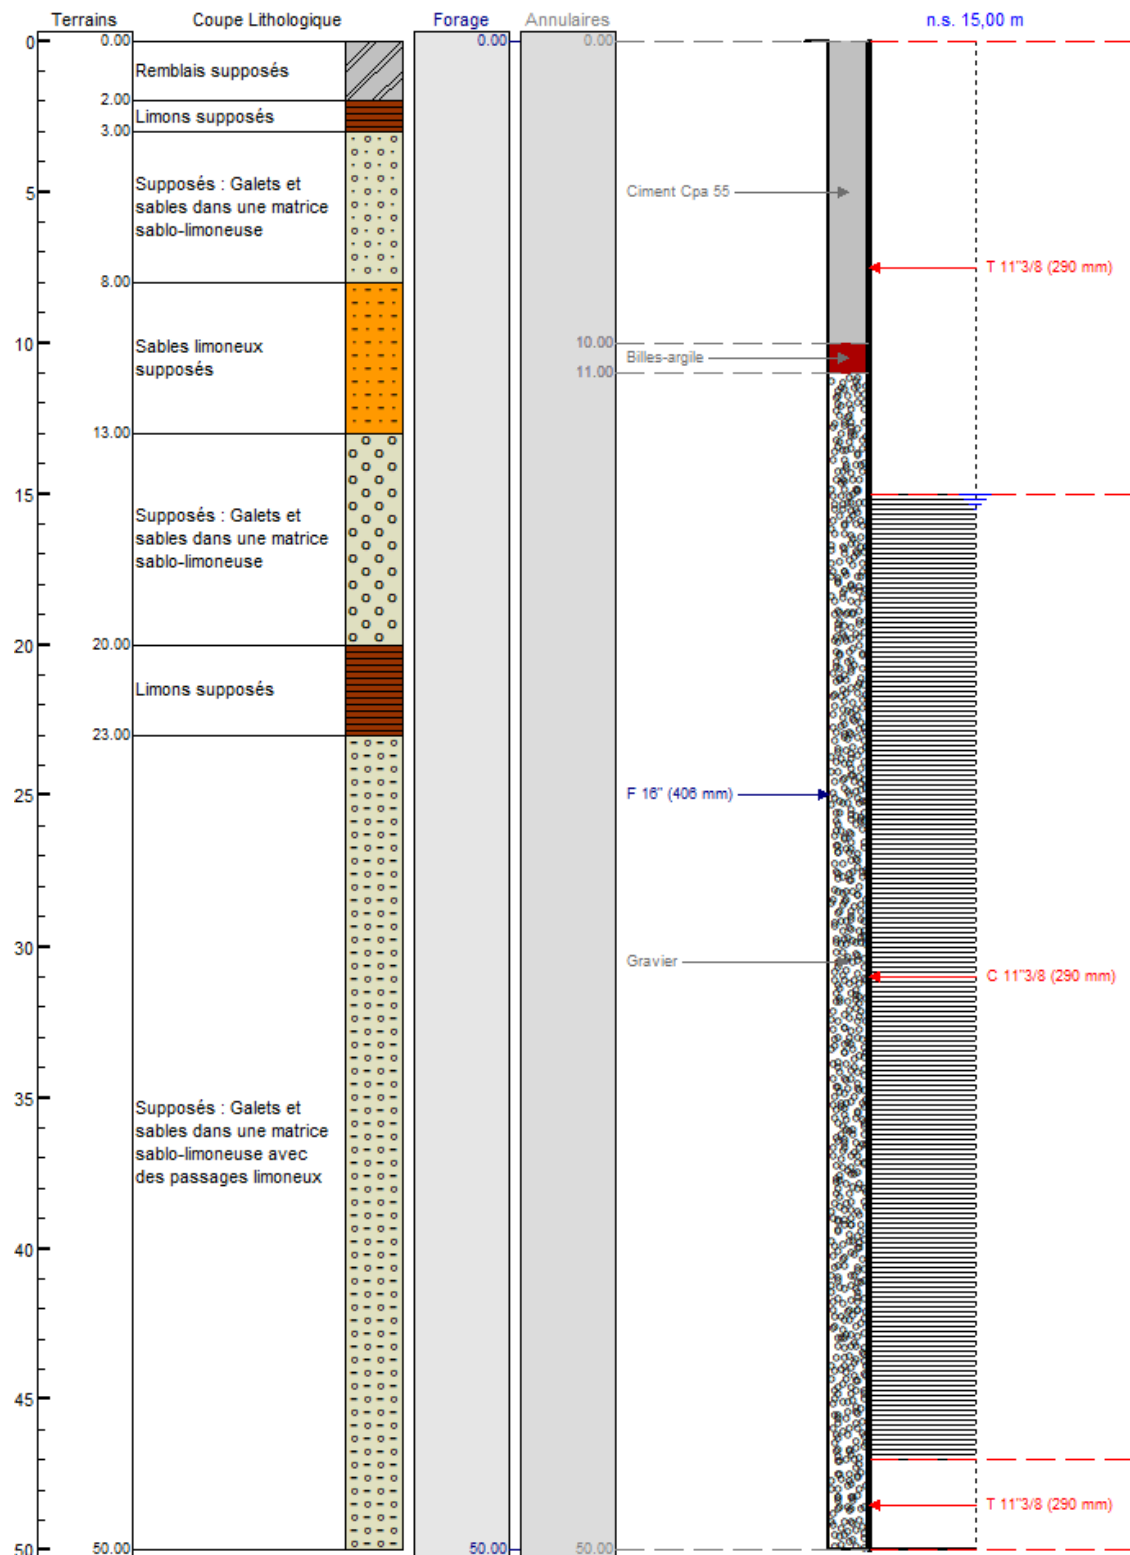 Terrains Coupe Lithologique Forage Annulaires n.s. 15,00 m
0 0.00 0.00 0.00
Remblais supposés
2.00
Limons supposés
3.00
Supposés : Galets et
sables dans une matrice
sablo-limoneuse
5
Ciment Cpa 55
T 11"3/8 (290 mm)
8.00
Sables limoneux
supposés
10
10.00
Billes-argile
11.00
13.00
15
Supposés : Galets et
sables dans une matrice
sablo-limoneuse
20 20.00
Limons supposés
23.00
25
F 16" (406 mm)
30
Gravier
C 11"3/8 (290 mm)
35
Supposés : Galets et
sables dans une matrice
sablo-limoneuse avec
des passages limoneux
40
45
T 11"3/8 (290 mm)
50 50.00 50.00 50.00